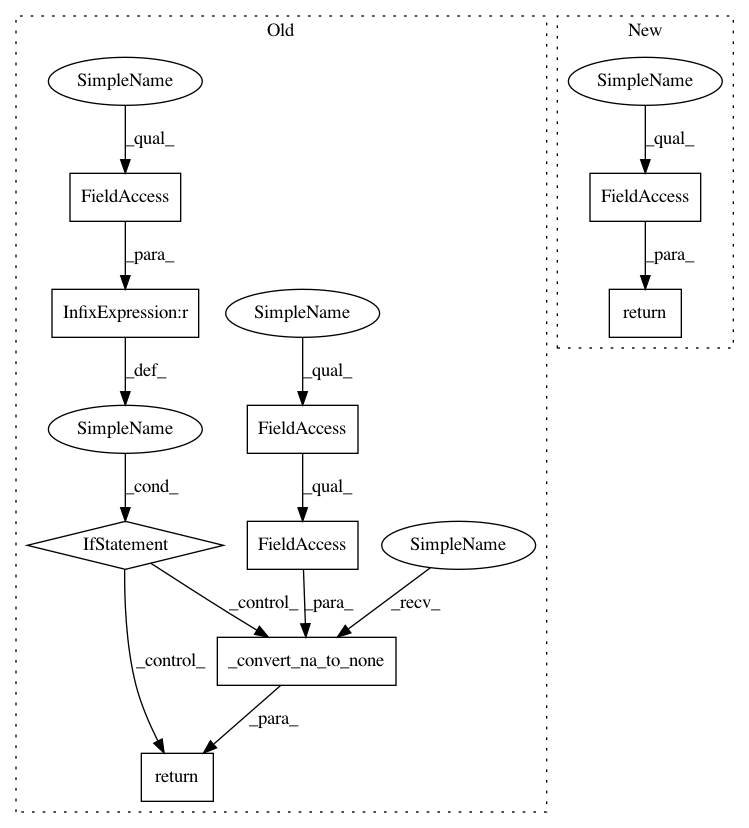 Old
New
SimpleName
SimpleName
_qual_
_qual_
FieldAccess
FieldAccess
_para_
_para_
InfixExpression:r
SimpleName
return
_def_
_qual_
SimpleName
FieldAccess
_cond_
_qual_
IfStatement
FieldAccess
SimpleName
_control_
_para_
_recv_
_control_
_convert_na_to_none
_para_
return